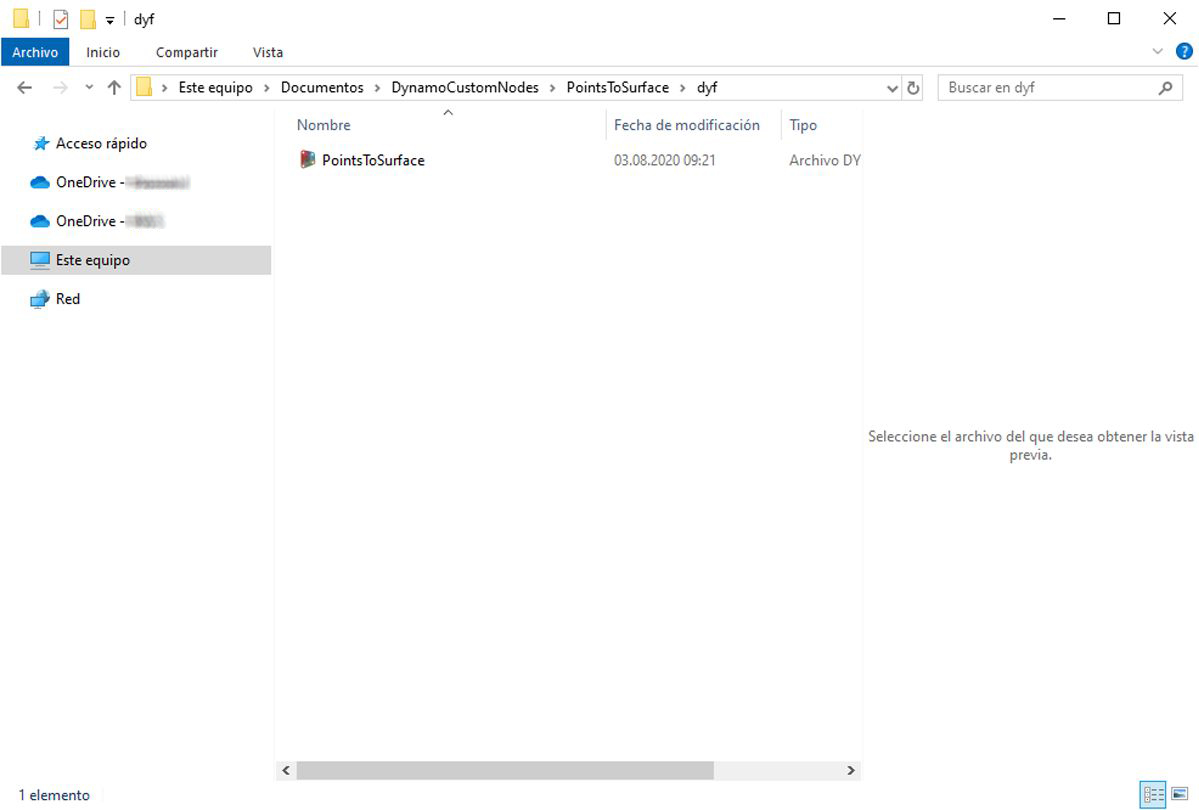 dyf
Archivo Inicio Compartir Vista
Este equipo Documentos DynamoCustomNodes PointsToSurface dyf Buscar en dyf
Nombre Fecha de modificación Tipo
PointsToSurface 03.08.2020 09:21 Archivo DY
Acceso rápido
OneDrive -
OneDrive -
Este equipo
Red
Seleccione el archivo del que desea obtener la vista
previa.
1 elemento